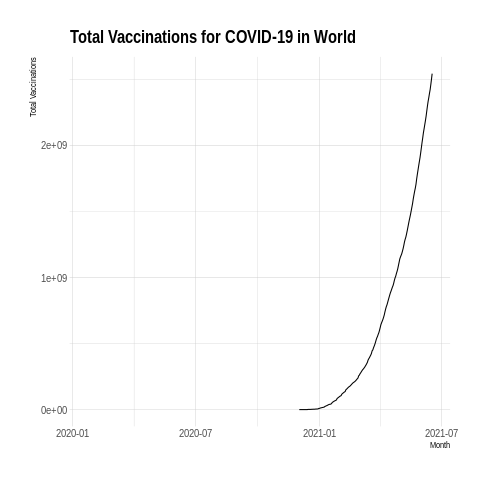 Total Vaccinations for COVID-19 in World
Total Vaccinations
2e+09
1e+09
0e+00
2020-01 2020-07 2021-01 2021-07
Month